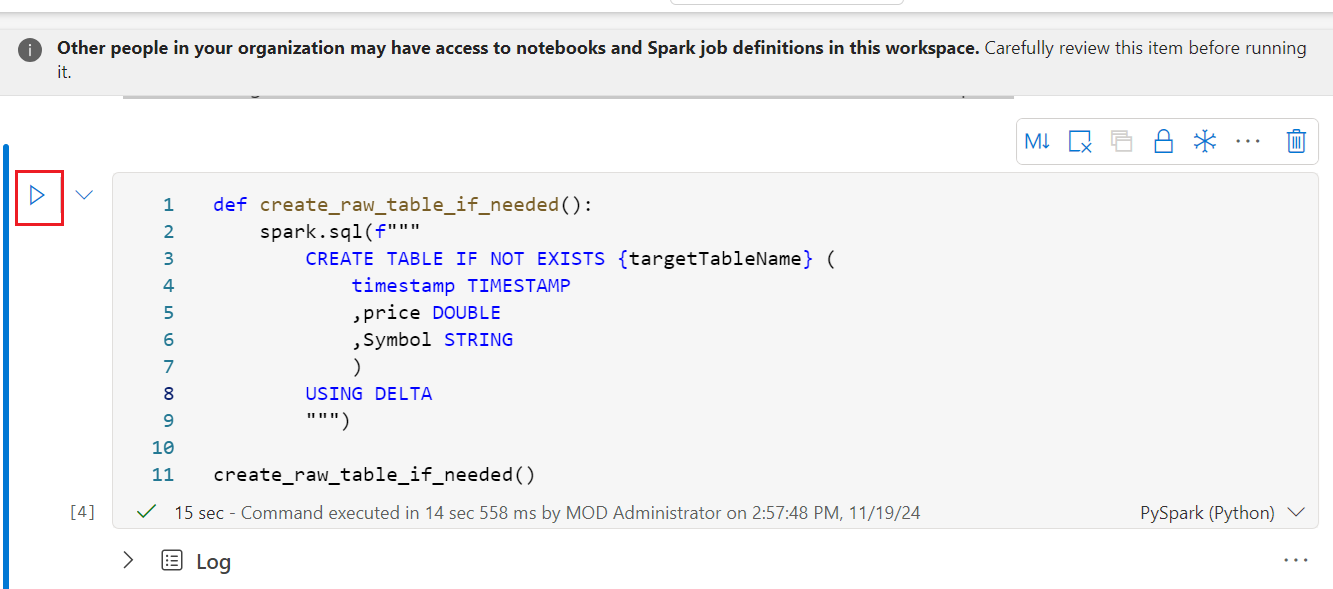 Other people in your organization may have access to notebooks and Spark job definitions in this workspace. Carefully review this item before running
it.
M↓
1 def create_raw_table_if_needed():
2 spark.sql(f"""
3 CREATE TABLE IF NOT EXISTS {targetTableName} (
4 timestamp TIMESTAMP
5 ,price DOUBLE
6 ,Symbol STRING
7 )
8 USING DELTA
9 """)
10
11 create_raw_table_if_needed()
[4] 15 sec - Command executed in 14 sec 558 ms by MOD Administrator on 2:57:48 PM, 11/19/24 PySpark (Python)
Log